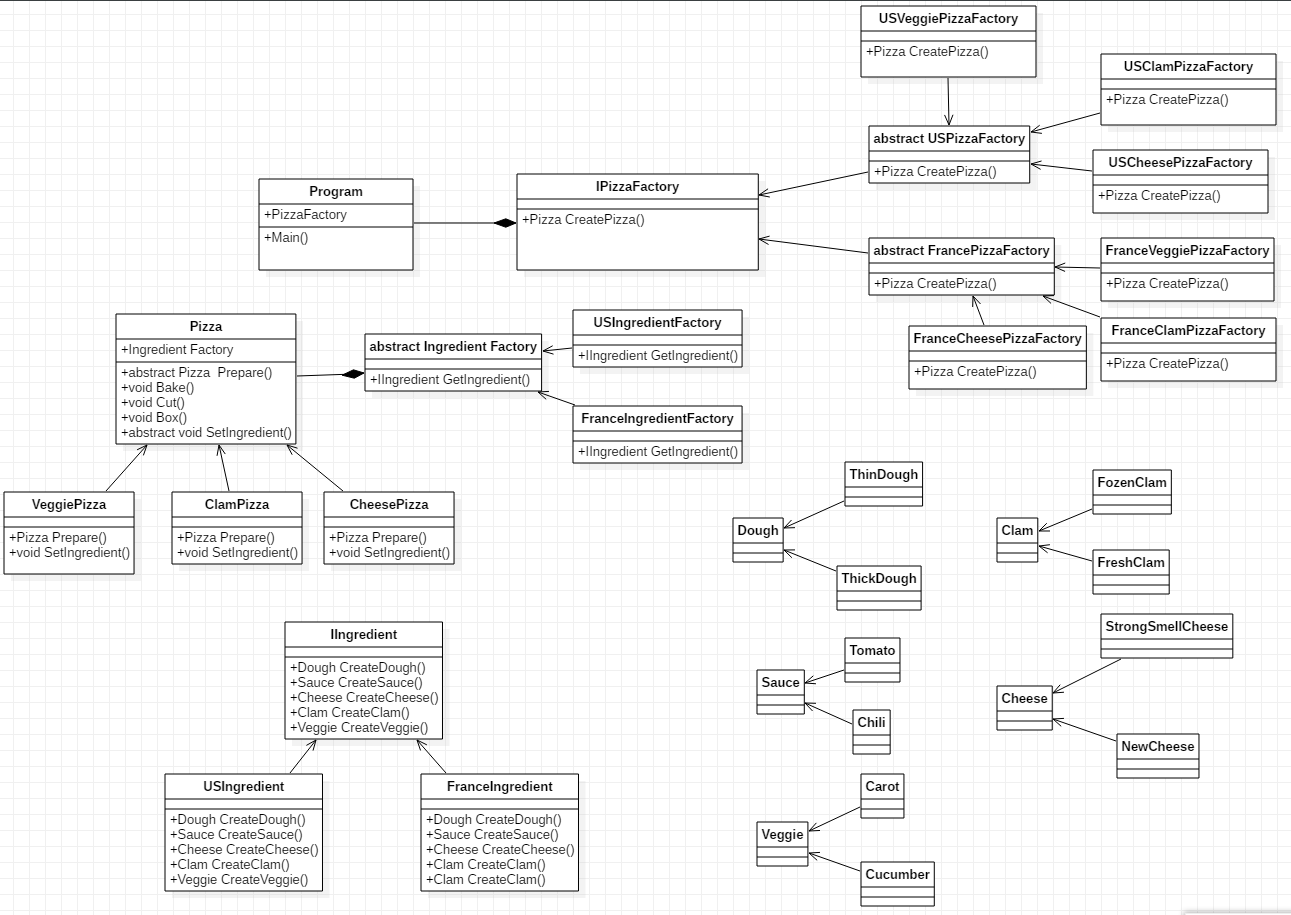 USVeggiePizzaFactory
+Pizza CreatePizza()
USClamPizzaFactory
+Pizza CreatePizza()
abstract USPizzaFactory
+Pizza CreatePizza()
USCheesePizzaFactory
+Pizza CreatePizza()
Program
+PizzaFactory
+Main()
IPizzaFactory
+Pizza CreatePizza()
abstract FrancePizzaFactory
+Pizza CreatePizza()
FranceVeggiePizzaFactory
+Pizza CreatePizza()
FranceCheesePizzaFactory
+Pizza CreatePizza()
FranceClamPizzaFactory
+Pizza CreatePizza()
Pizza
+Ingredient Factory
+abstract Pizza  Prepare()
+void Bake()
+void Cut()
+void Box()
+abstract void SetIngredient()
abstract Ingredient Factory
+IIngredient GetIngredient()
USIngredientFactory
+IIngredient GetIngredient()
FranceIngredientFactory
+IIngredient GetIngredient()
VeggiePizza
+Pizza Prepare()
+void SetIngredient()
ClamPizza
+Pizza Prepare()
+void SetIngredient()
CheesePizza
+Pizza Prepare()
+void SetIngredient()
ThinDough
Dough
ThickDough
FozenClam
Clam
FreshClam
IIngredient
+Dough CreateDough()
+Sauce CreateSauce()
+Cheese CreateCheese()
+Clam CreateClam()
+Veggie CreateVeggie()
Tomato
Sauce
Chili
StrongSmellCheese
Cheese
NewCheese
USIngredient
+Dough CreateDough()
+Sauce CreateSauce()
+Cheese CreateCheese()
+Clam CreateClam()
+Veggie CreateVeggie()
FranceIngredient
+Dough CreateDough()
+Sauce CreateSauce()
+Cheese CreateCheese()
+Clam CreateClam()
+Clam CreateClam()
Carot
Veggie
Cucumber